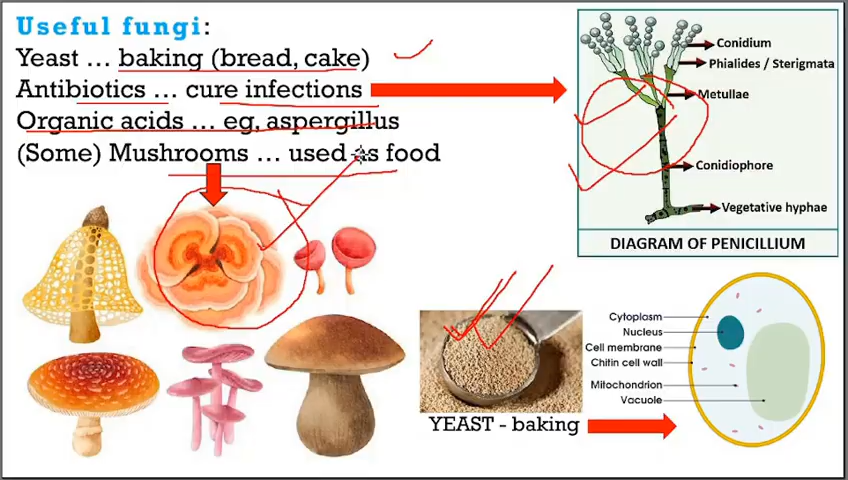 Useful fungi:
Yeast ... baking (bread, cake)
Antibiotics ... cure infections
Organic acids ... eg, aspergillus
(Some) Mushrooms ... used as food
Conidium
Phialides / Sterigmata
Metullae
Conidiophore
Vegetative hyphae
DIAGRAM OF PENICILLIUM
YEAST - baking
Cytoplasm
Nucleus
Cell membrane
Chitin cell wall
Mitochondrion
Vacuole